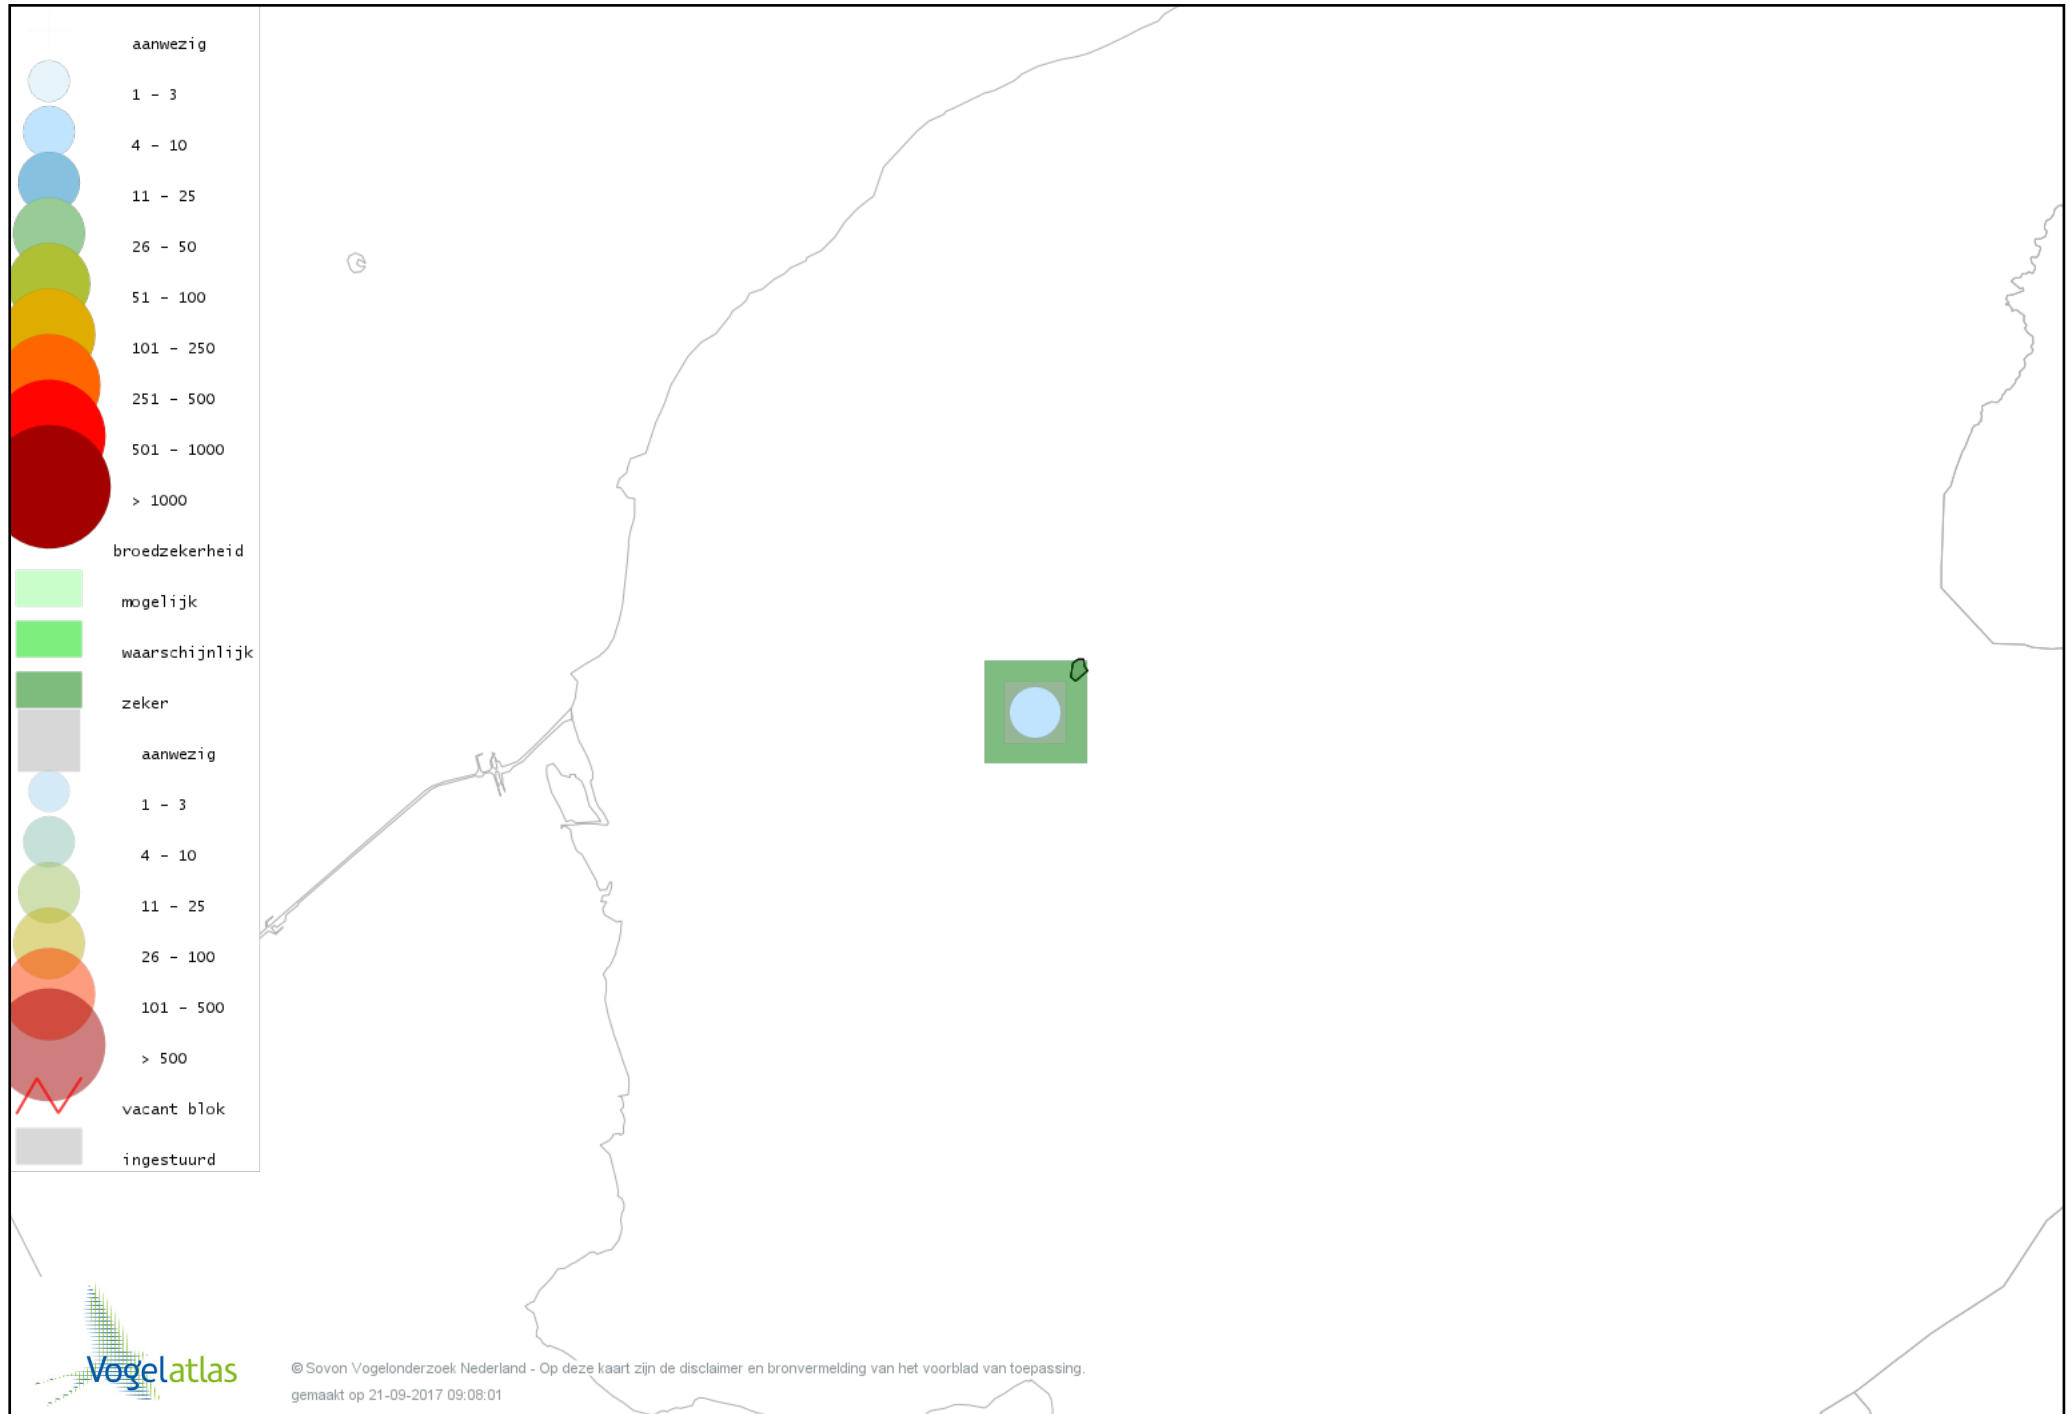 aanwezig
1 - 3
4 - 10
11 - 25
26 - 50
51 - 100
101 - 250
251 - 500
501 - 1000
> 1000
broedzekerheid
mogelijk
waarschijnlijk
zeker
aanwezig
1 - 3
4 - 10
11 - 25
26 - 100
101 - 500
> 500
vacant blok
ingestuurd
Vogelatlas
© Sovon Vogelonderzoek Nederland - Op deze kaart zijn de disclaimer en bronvermelding van het voorblad van toepassing.
gemaakt op 21-09-2017 09:08:01